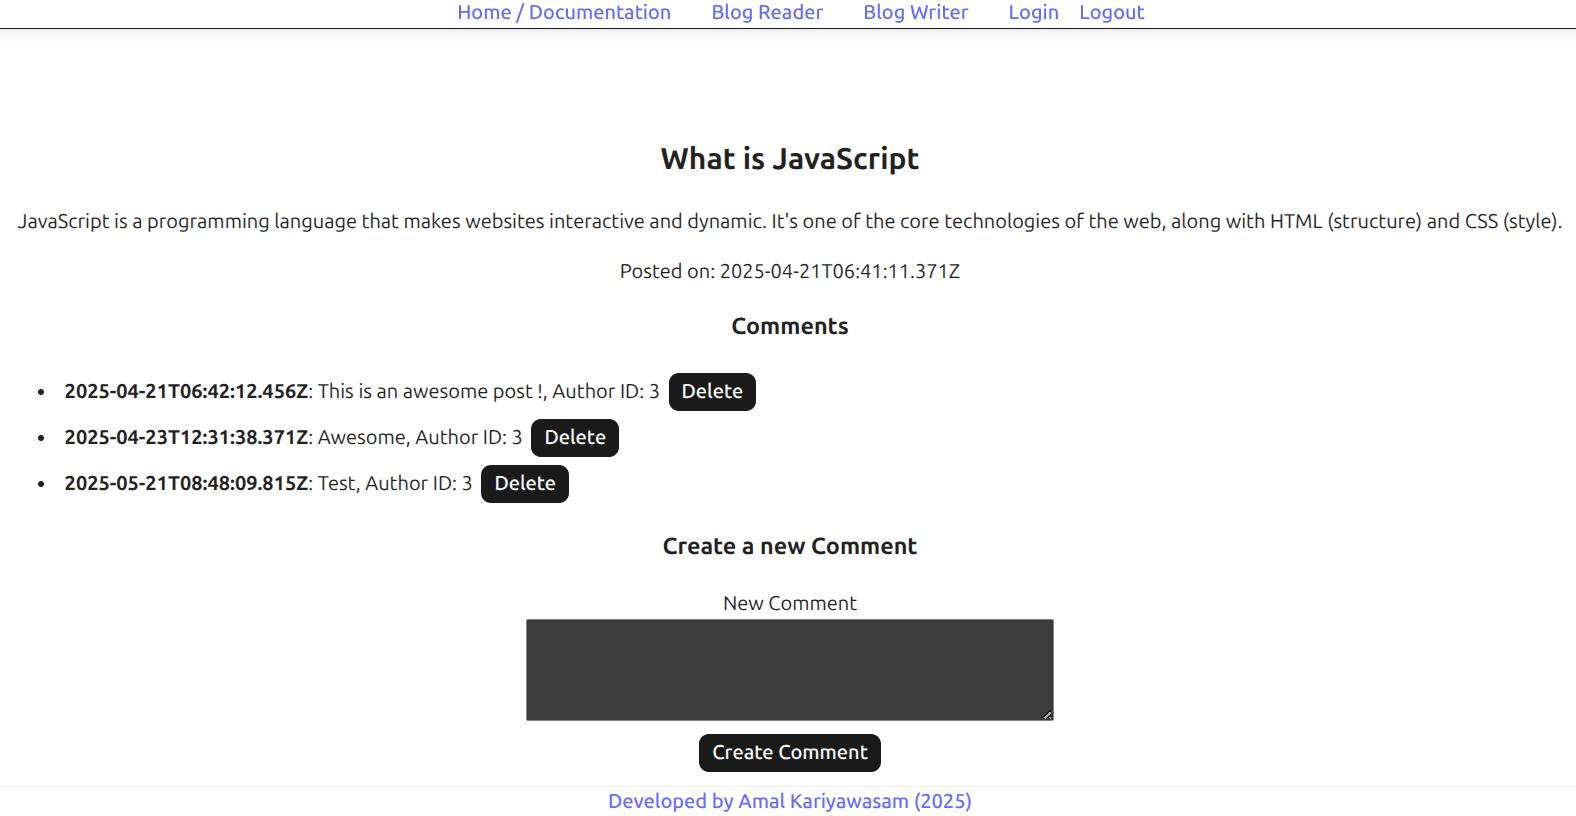 Home / Documentation Blog Reader Blog Writer Login Logout
What is JavaScript
JavaScript is a programming language that makes websites interactive and dynamic. It's one of the core technologies of the web, along with HTML (structure) and CSS (style).
Posted on: 2025-04-21T06:41:11.371Z
Comments
• 2025-04-21T06:42:12.456Z: This is an awesome post !, Author ID: 3 Delete
• 2025-04-23T12:31:38.371Z: Awesome, Author ID: 3 Delete
• 2025-05-21T08:48:09.815Z: Test, Author ID: 3 Delete
Create a new Comment
New Comment
Create Comment
Developed by Amal Kariyawasam (2025)